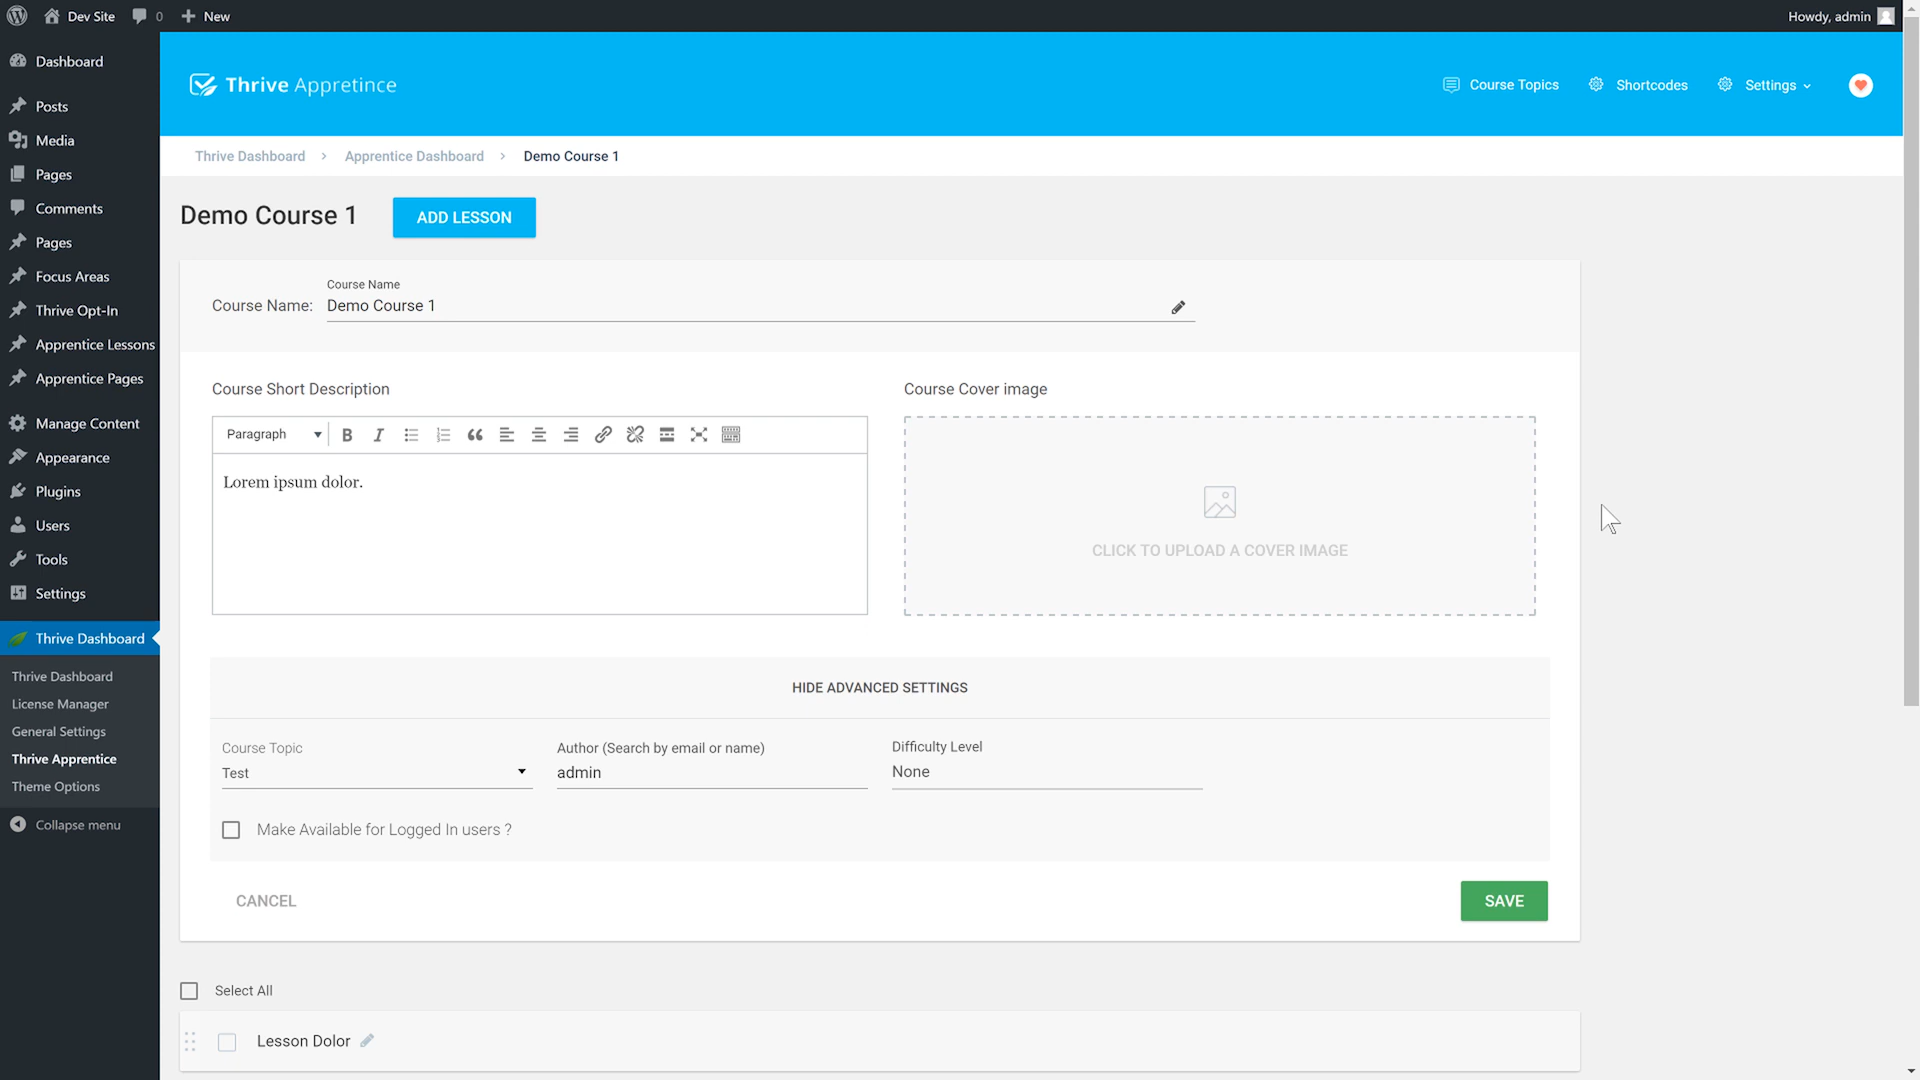 Dev Site
0
New
Howdy, admin
Dashboard
Posts
Media
Pages
Comments
Pages
Focus Areas
Thrive Opt-In
Apprentice Lessons
Apprentice Pages
Manage Content
Appearance
Plugins
Users
Tools
Settings
Thrive Dashboard
Thrive Dashboard
License Manager
General Settings
Thrive Apprentice
Theme Options
Collapse menu
Thrive Appretince
Course Topics
Shortcodes
Settings
Thrive Dashboard > Apprentice Dashboard > Demo Course 1
Demo Course 1
ADD LESSON
Course Name
Course Name: Demo Course 1
Course Short Description
Paragraph
Lorem ipsum dolor.
Course Cover image
CLICK TO UPLOAD A COVER IMAGE
HIDE ADVANCED SETTINGS
Course Topic
Test
Author (Search by email or name)
admin
Difficulty Level
None
Make Available for Logged In users ?
CANCEL
SAVE
Select All
Lesson Dolor